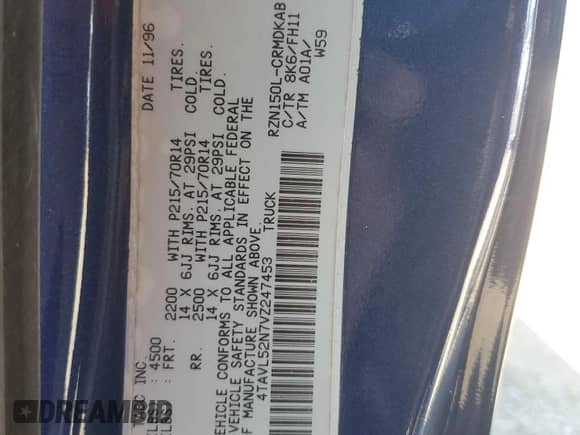 INC. DATE 11/96
: 4500
FRT. 2200 WITH P215/70R14 TIRES.
14 X 6JJ RIMS. AT 29PSI COLD.
RR. 2500 WITH P215/70R14 TIRES.
14 X 6JJ RIMS. AT 29PSI COLD.
VEHICLE CONFORMS TO ALL APPLICABLE FEDERAL
VEHICLE SAFETY STANDARDS IN EFFECT ON THE
F MANUFACTURE SHOWN ABOVE.
4TAVL52N7VZ247453 TRUCK
RZN150L-CRMDKAB
C/TR 8K6/FH11
A/TM A01A/
W59
DREAMBID